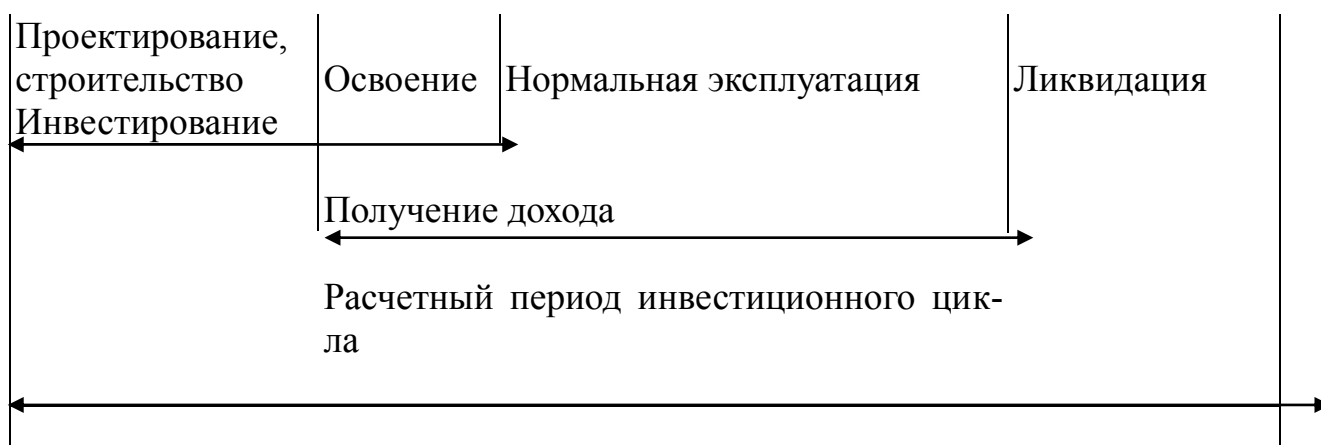 Проектирование,
строительство Освоение Нормальная эксплуатация Ликвидация
Инвестирование
Получение дохода
Расчетный период инвестиционного цик-
ла